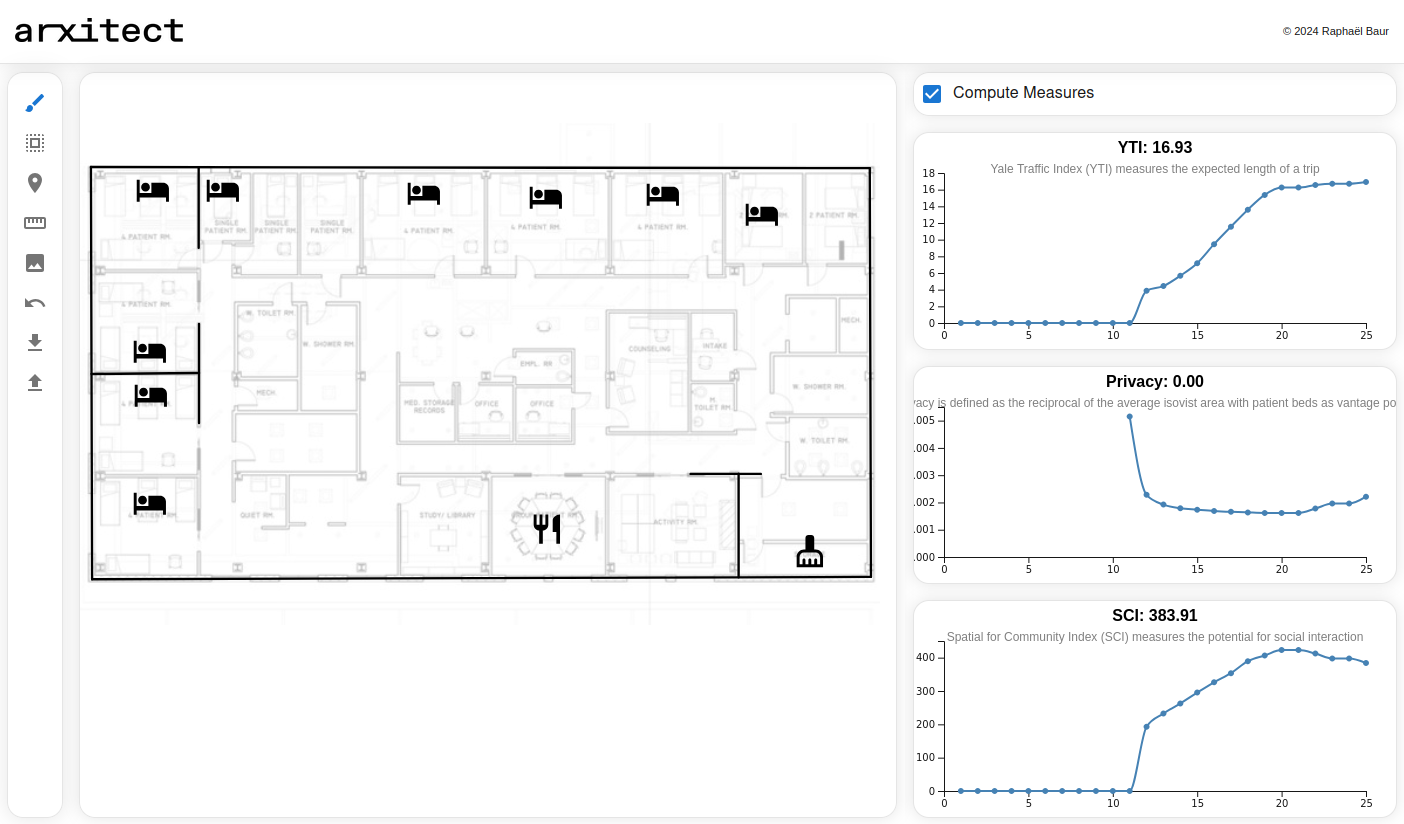 arxitect
© 2024 Raphaël Baur
Compute Measures
4 PATIENT RM.
SINGLE
PATIENT RM.
SINGLE
PATIENT RM.
SINGLE
PATIENT RM.
4 PATIENT RM.
4 PATIENT RM.
4 PATIENT RM.
2 PATIENT RM.
4 PATIENT RM.
W. TOILET RM.
W. SHOWER RM.
MECH.
COUNSELING
INTAKE
MECH.
EMPL. RR
MED. STORAGE
RECORDS
OFFICE
OFFICE
M.
TOILET RM.
W. SHOWER RM.
W. TOILET RM.
QUIET RM.
STUDY/ LIBRARY
ACTIVITY RM.
YTI: 16.93
Yale Traffic Index (YTI) measures the expected length of a trip
18
16
14
12
10
8
6
4
2
0
0 5 10 15 20 25
Privacy: 0.00
vacy is defined as the reciprocal of the average isovist area with patient beds as vantage po
.005
.004
.003
.002
.001
.000
0 5 10 15 20 25
SCI: 383.91
Spatial for Community Index (SCI) measures the potential for social interaction
400
300
200
100
0
0 5 10 15 20 25